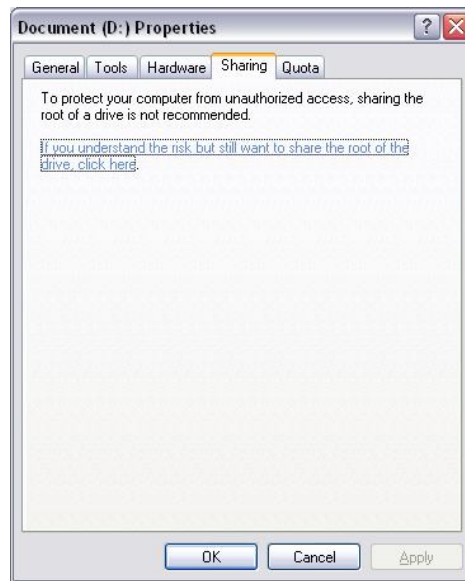 Document (D:) Properties
General Tools Hardware Sharing Quota
To protect your computer from unauthorized access, sharing the
root of a drive is not recommended.
If you understand the risk but still want to share the root of the
drive, click here.
OK Cancel Apply